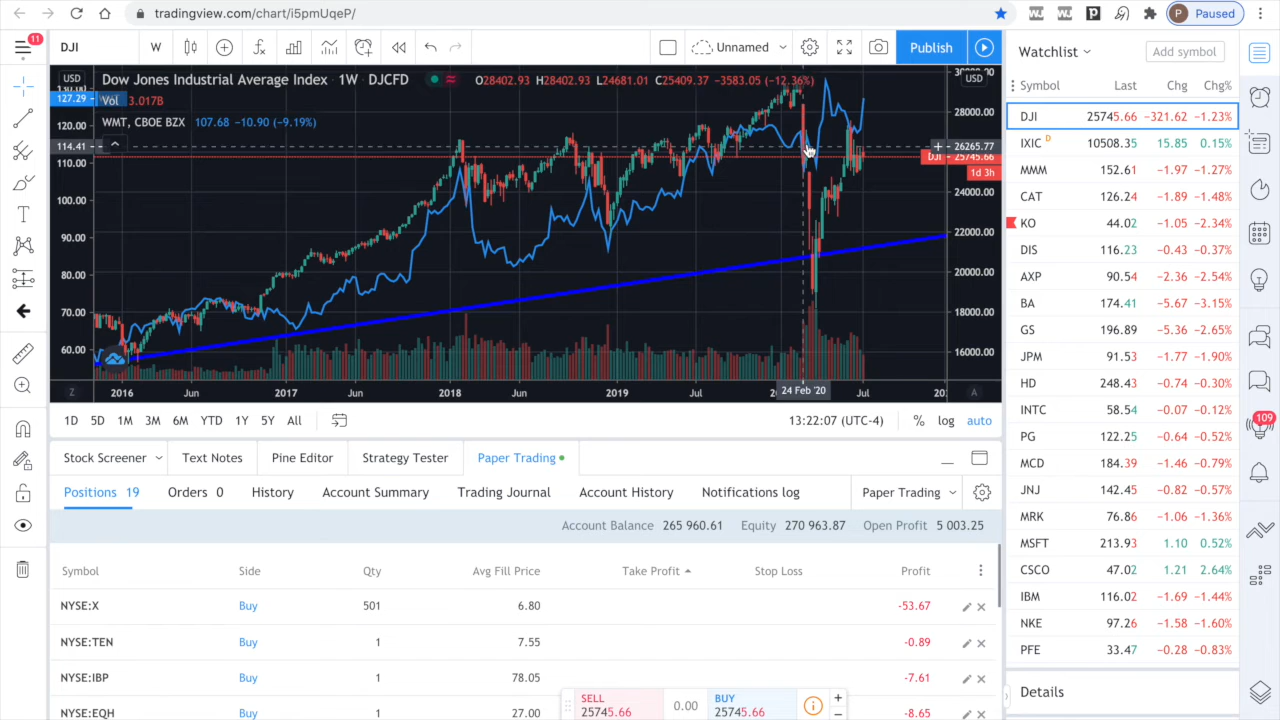 tradingview.com/chart/i5pmUqeP/
P Paused
11
DJI
W
Unnamed
Publish
Watchlist
Add symbol
USD
Dow Jones Industrial Average Index · 1W · DJCFD
O28402.93 H28402.93 L24681.01 C25409.37 −3583.05 (−12.36%)
USD
127.29
Vol 3.017B
WMT, CBOE BZX 107.68 −10.90 (−9.19%)
120.00
114.41
110.00
100.00
90.00
80.00
70.00
60.00
28000.00
26265.77
DJI 25745.66
1d 3h
24000.00
22000.00
20000.00
18000.00
16000.00
2016 Jun 2017 Jun 2018 Jun 2019 Jul 24 Feb '20 Jul
Z
A
1D 5D 1M 3M 6M YTD 1Y 5Y All
13:22:07 (UTC-4) % log auto
Stock Screener Text Notes Pine Editor Strategy Tester Paper Trading
Positions 19 Orders 0 History Account Summary Trading Journal Account History Notifications log Paper Trading
Account Balance 265 960.61 Equity 270 963.87 Open Profit 5 003.25
Symbol Side Qty Avg Fill Price Take Profit Stop Loss Profit
NYSE:X Buy 501 6.80 -53.67
NYSE:TEN Buy 1 7.55 -0.89
NYSE:IBP Buy 1 78.05 -7.61
NYSE:EQH Buy 1 27.00 -8.65
SELL 25745.66
0.00
BUY 25745.66
Symbol Last Chg Chg%
DJI 25745.66 −321.62 −1.23%
IXIC D 10508.35 15.85 0.15%
MMM 152.61 −1.97 −1.27%
CAT 126.24 −1.89 −1.48%
KO 44.02 −1.05 −2.34%
DIS 116.23 −0.43 −0.37%
AXP 90.54 −2.36 −2.54%
BA 174.41 −5.67 −3.15%
GS 196.89 −5.36 −2.65%
JPM 91.53 −1.77 −1.90%
HD 248.43 −0.74 −0.30%
INTC 58.54 −0.07 −0.12%
PG 122.25 −0.64 −0.52%
MCD 184.39 −1.46 −0.79%
JNJ 142.45 −0.82 −0.57%
MRK 76.86 −1.06 −1.36%
MSFT 213.93 1.10 0.52%
CSCO 47.02 1.21 2.64%
IBM 116.02 −1.69 −1.44%
NKE 97.26 −1.58 −1.60%
PFE 33.47 −0.28 −0.83%
Details
109